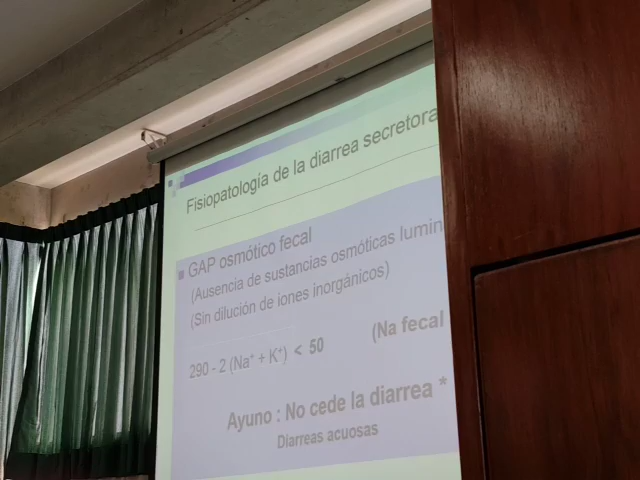 Fisiopatología de la diarrea secretora
GAP osmótico fecal
(Ausencia de sustancias osmóticas lumin
(Sin dilución de iones inorgánicos)
290 - 2 (Na⁺ + K⁺) < 50 (Na fecal
Ayuno : No cede la diarrea *
Diarreas acuosas